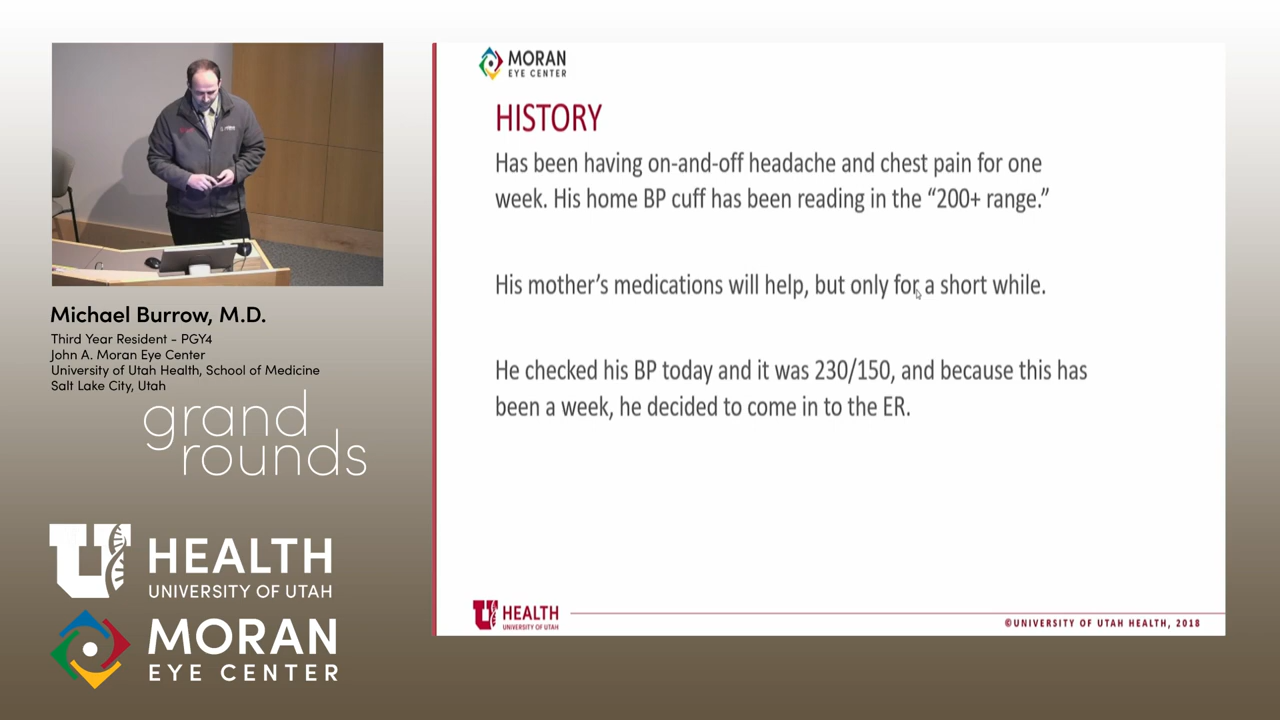 Michael Burrow, M.D.
Third Year Resident - PGY4
John A. Moran Eye Center
University of Utah Health, School of Medicine
Salt Lake City, Utah
grand
rounds
U HEALTH
UNIVERSITY OF UTAH
MORAN
EYE CENTER
MORAN
EYE CENTER
HISTORY
Has been having on-and-off headache and chest pain for one
week. His home BP cuff has been reading in the “200+ range.”
His mother’s medications will help, but only for a short while.
He checked his BP today and it was 230/150, and because this has
been a week, he decided to come in to the ER.
U HEALTH
UNIVERSITY OF UTAH
©UNIVERSITY OF UTAH HEALTH, 2018